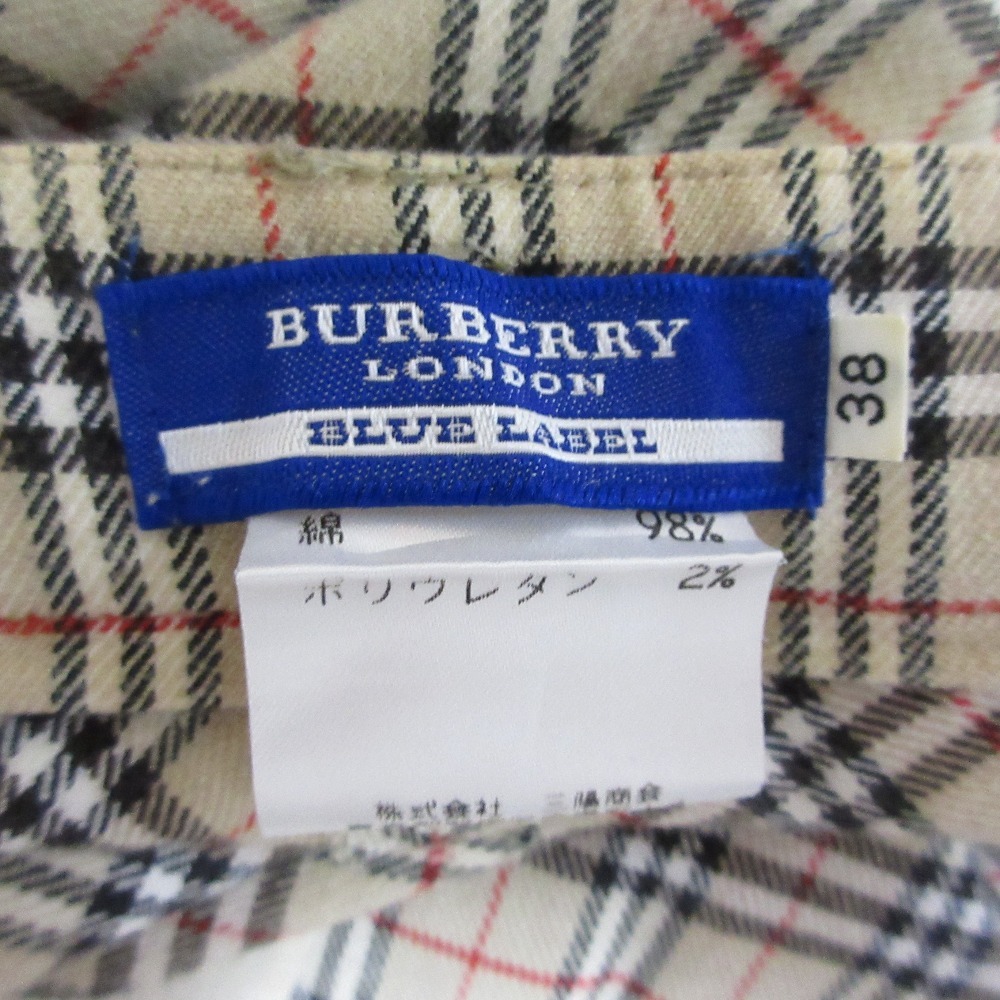 BURBERRY
LONDON
BLUE LABEL
38
綿 98%
ポリウレタン 2%
株式会社 三陽商会